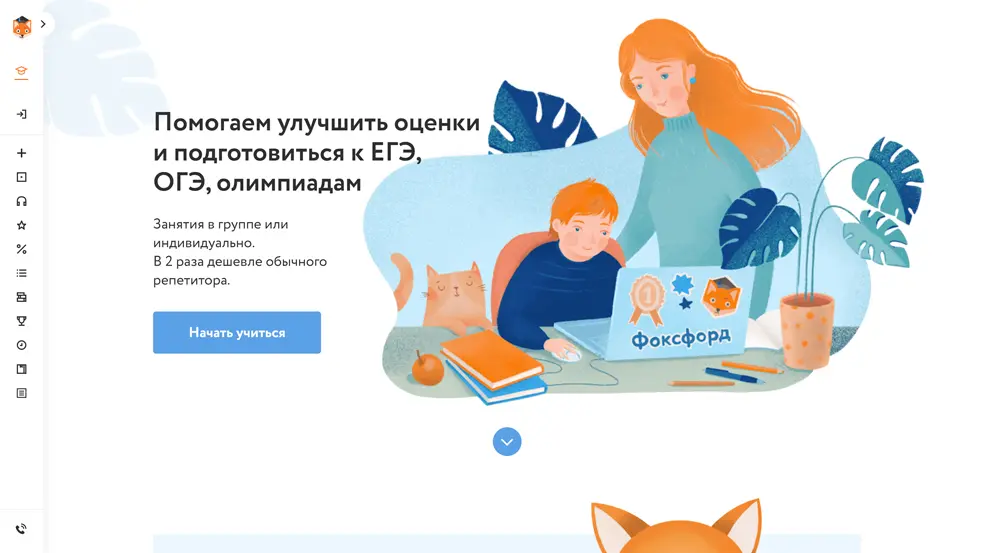 Помогаем улучшить оценки
и подготовиться к ЕГЭ,
ОГЭ, олимпиадам
Занятия в группе или
индивидуально.
В 2 раза дешевле обычного
репетитора.
Начать учиться
1
Фоксфорд